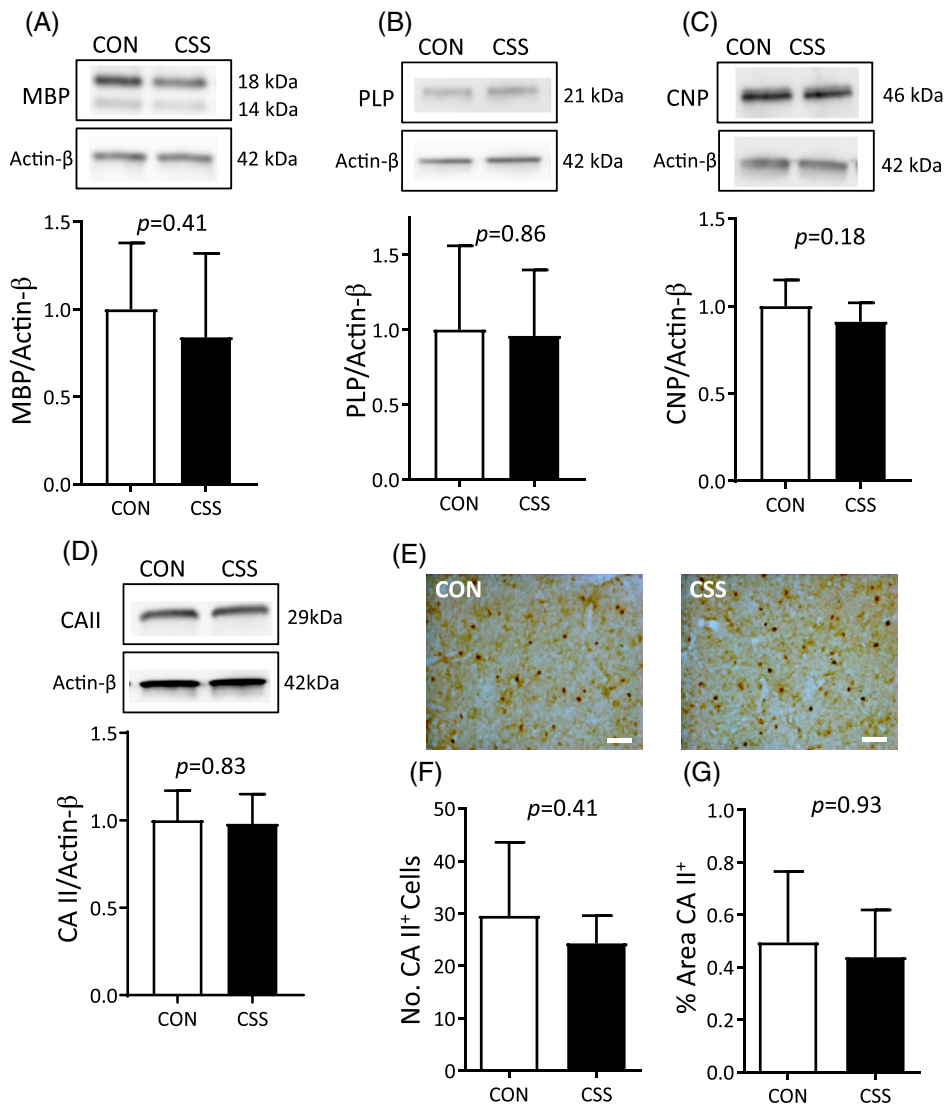 (A)
CON CSS
MBP
18 kDa
14 kDa
Actin-β
42 kDa
p=0.41
MBP/Actin-β
1.5
1.0
0.5
0.0
CON CSS
(B)
CON CSS
PLP
21 kDa
Actin-β
42 kDa
p=0.86
PLP/Actin-β
1.5
1.0
0.5
0.0
CON CSS
(C)
CON CSS
CNP
46 kDa
Actin-β
42 kDa
p=0.18
CNP/Actin-β
1.5
1.0
0.5
0.0
CON CSS
(D)
CON CSS
CAII
29kDa
Actin-β
42kDa
p=0.83
CA II/Actin-β
1.5
1.0
0.5
0.0
CON CSS
(E)
CON
CSS
(F)
p=0.41
No. CA II⁺ Cells
50
40
30
20
10
0
CON CSS
(G)
p=0.93
% Area CA II⁺
1.0
0.8
0.6
0.4
0.2
0.0
CON CSS